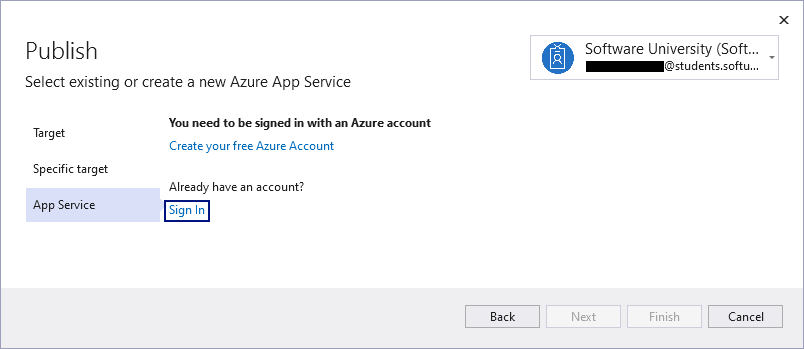 Publish
Select existing or create a new Azure App Service
Software University (Soft...
@students.softu...
Target
Specific target
App Service
You need to be signed in with an Azure account
Create your free Azure Account
Already have an account?
Sign In
Back
Next
Finish
Cancel